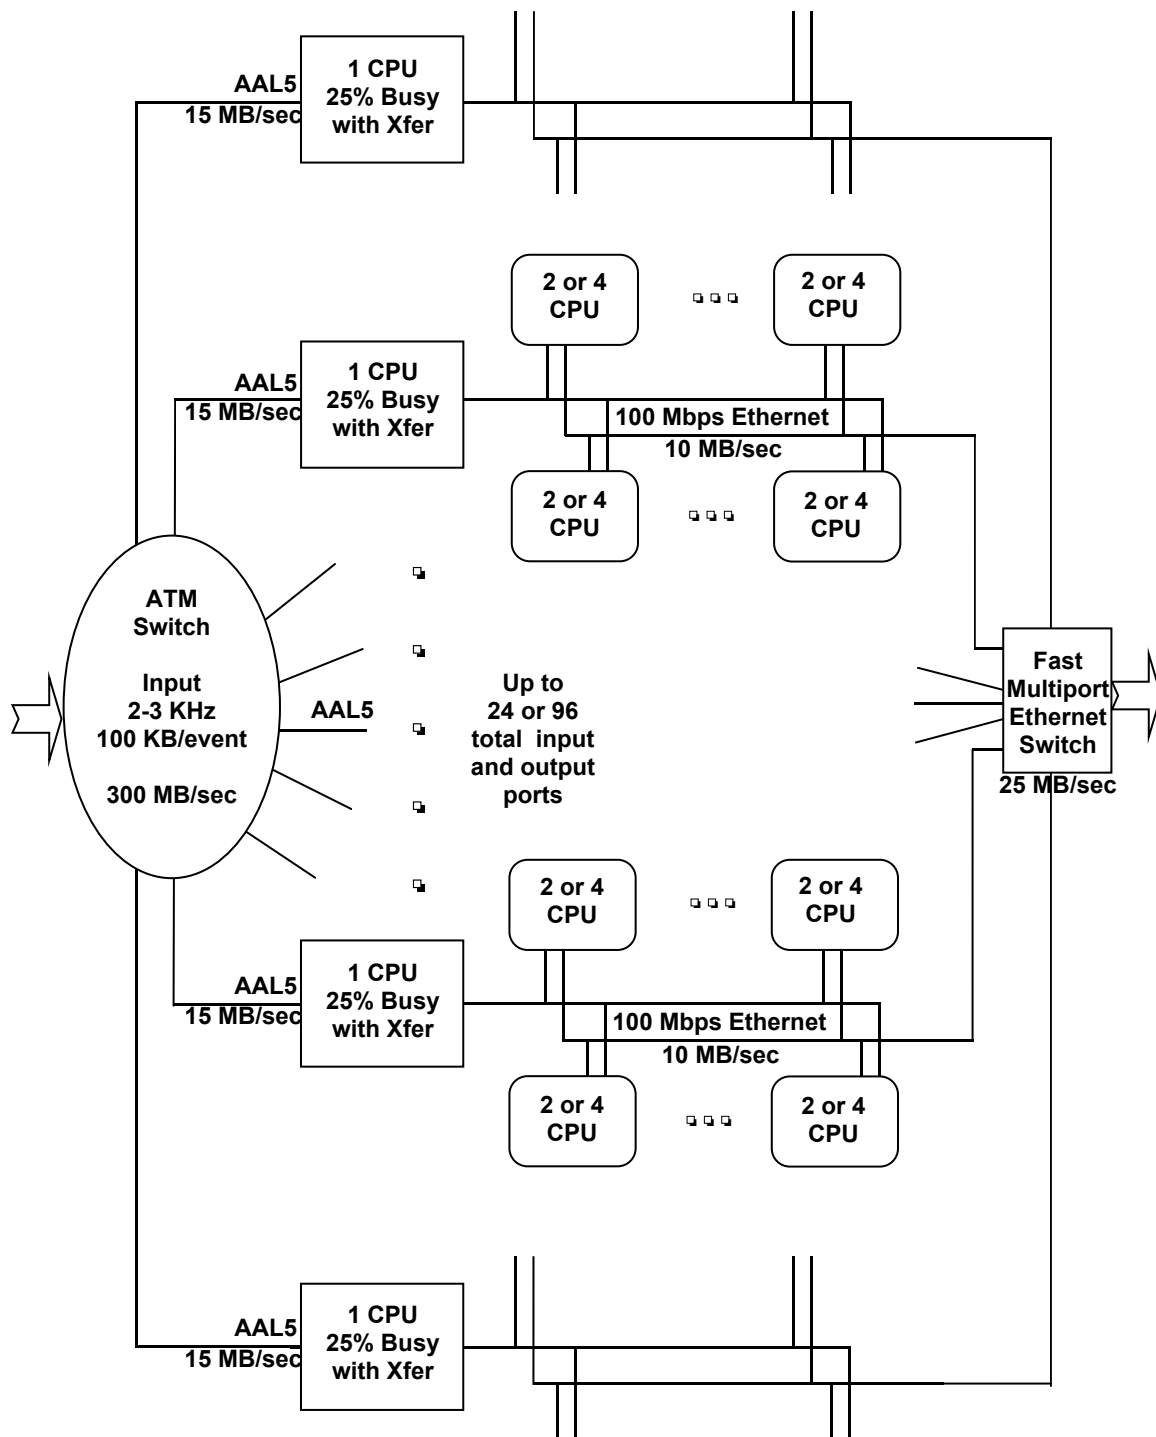 AAL5
15 MB/sec
1 CPU
25% Busy
with Xfer
2 or 4
CPU
2 or 4
CPU
AAL5
15 MB/sec
1 CPU
25% Busy
with Xfer
100 Mbps Ethernet
10 MB/sec
2 or 4
CPU
2 or 4
CPU
ATM
Switch
Input
2-3 KHz
100 KB/event
300 MB/sec
AAL5
Up to
24 or 96
total input
and output
ports
Fast
Multiport
Ethernet
Switch
25 MB/sec
2 or 4
CPU
2 or 4
CPU
AAL5
15 MB/sec
1 CPU
25% Busy
with Xfer
100 Mbps Ethernet
10 MB/sec
2 or 4
CPU
2 or 4
CPU
AAL5
15 MB/sec
1 CPU
25% Busy
with Xfer